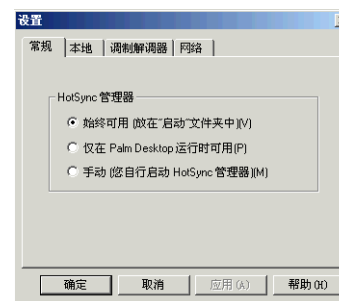 设置
常规 本地 调制解调器 网络
HotSync 管理器
始终可用 (放在"启动"文件夹中)(V)
仅在 Palm Desktop 运行时可用(P)
手动 (您自行启动 HotSync 管理器)(M)
确定 取消 应用(A) 帮助(H)